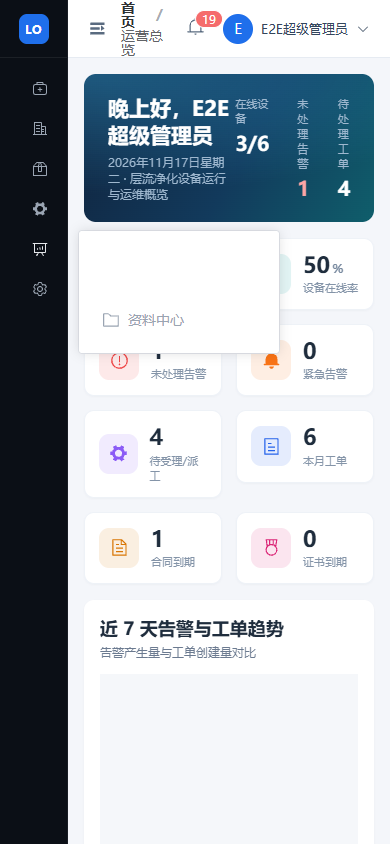 LO
首页
/
运营总览
19
E
E2E超级管理员
晚上好，E2E超级管理员
2026年11月17日星期二 · 层流净化设备运行与运维概览
在线设备
3/6
未处理告警
1
待处理工单
4
资料中心
50 %
设备在线率
未处理告警
0
紧急告警
4
待受理/派工
6
本月工单
1
合同到期
0
证书到期
近 7 天告警与工单趋势
告警产生量与工单创建量对比